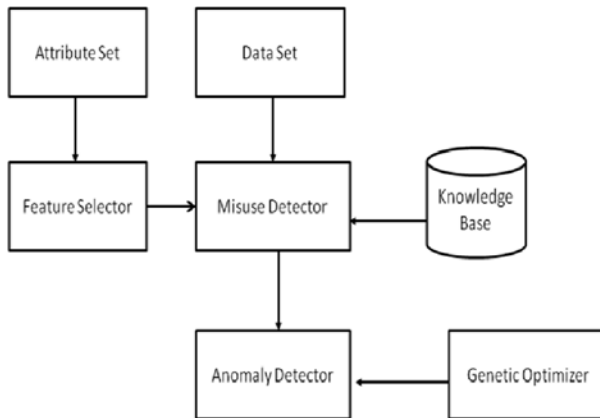 Attribute Set
Data Set
Feature Selector
Misuse Detector
Knowledge
Base
Anomaly Detector
Genetic Optimizer